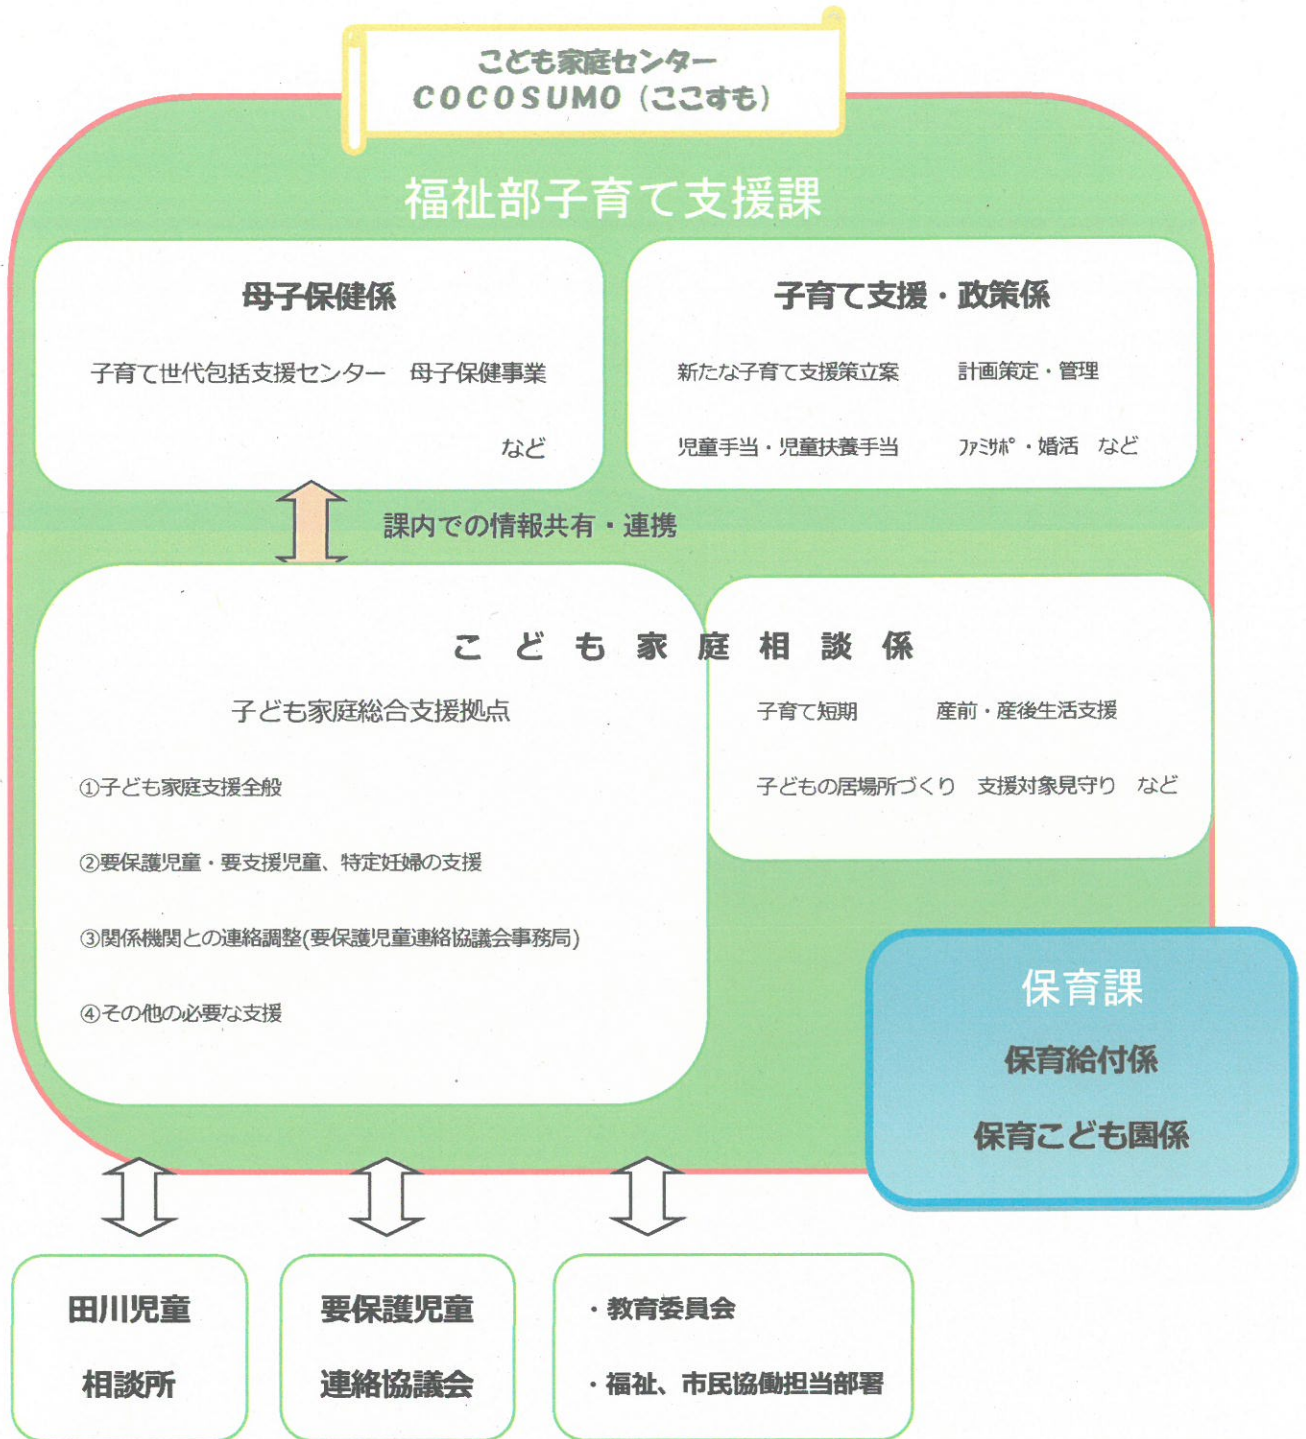 こども家庭センター
COCOSUMO（ここすも）
福祉部子育て支援課
母子保健係
子育て世代包括支援センター　母子保健事業
など
子育て支援・政策係
新たな子育て支援策立案　計画策定・管理
児童手当・児童扶養手当　ﾌｧﾐｻﾎﾟ・婚活　など
課内での情報共有・連携
こども家庭相談係
子ども家庭総合支援拠点
①子ども家庭支援全般
②要保護児童・要支援児童、特定妊婦の支援
③関係機関との連絡調整(要保護児童連絡協議会事務局)
④その他の必要な支援
子育て短期　産前・産後生活支援
子どもの居場所づくり　支援対象見守り　など
保育課
保育給付係
保育こども園係
田川児童
相談所
要保護児童
連絡協議会
・教育委員会
・福祉、市民協働担当部署